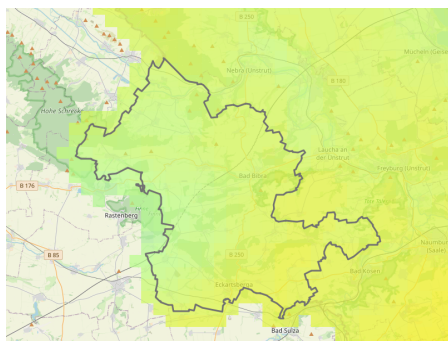 B 250
Mücheln (Geise
Nebra (Unstrut)
B 180
Hohe Schrecke
Laucha an
der Unstrut
Freyburg (Unstrut)
B 176
Bad Bibra
Rastenberg
Naumburg
(Saale)
B 85
B 250
Bad Kösen
Eckartsberga
Bad Sulza